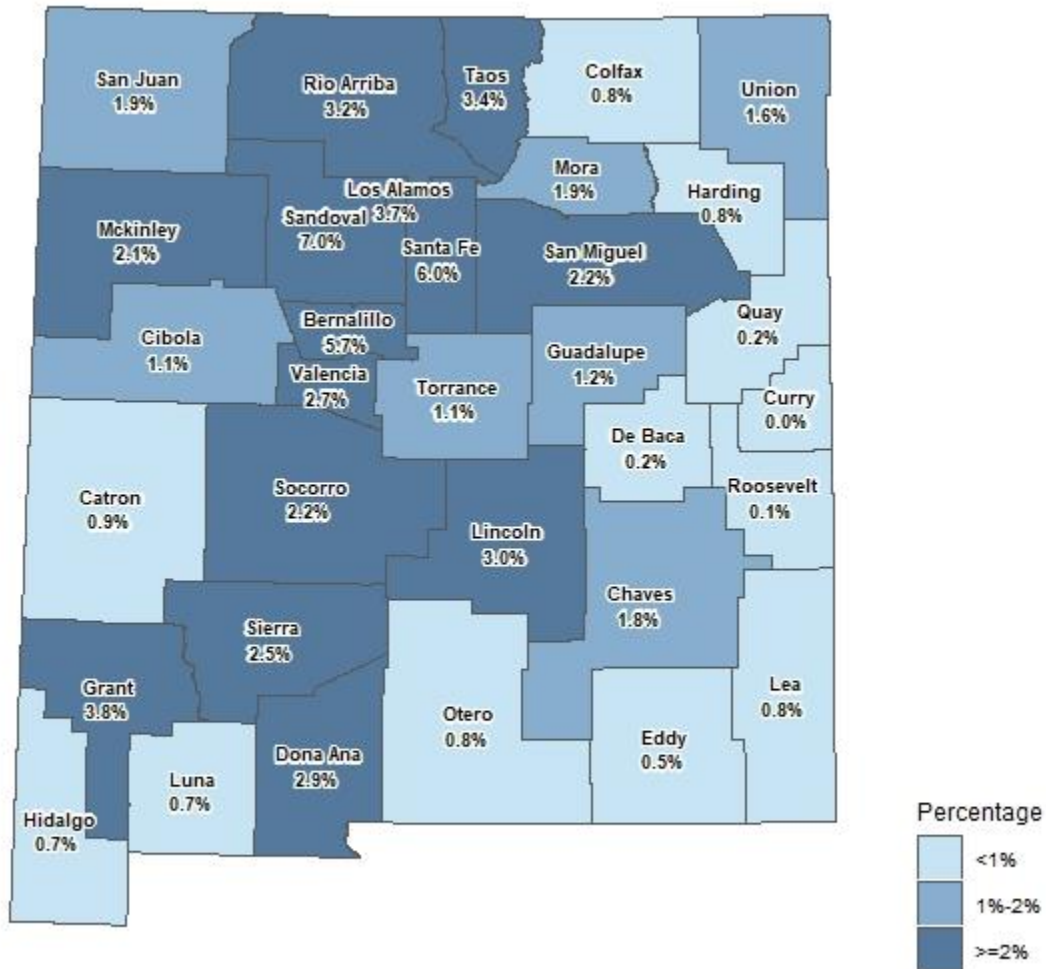 San Juan
1.9%
Rio Arriba
3.2%
Taos
3.4%
Colfax
0.8%
Union
1.6%
Mora
1.9%
Harding
0.8%
Los Alamos
3.7%
Sandoval
7.0%
Santa Fe
6.0%
San Miguel
2.2%
Mckinley
2.1%
Quay
0.2%
Bernalillo
5.7%
Cibola
1.1%
Guadalupe
1.2%
Valencia
2.7%
Torrance
1.1%
Curry
0.0%
De Baca
0.2%
Roosevelt
0.1%
Catron
0.9%
Socorro
2.2%
Lincoln
3.0%
Chaves
1.8%
Sierra
2.5%
Grant
3.8%
Otero
0.8%
Lea
0.8%
Eddy
0.5%
Dona Ana
2.9%
Luna
0.7%
Hidalgo
0.7%
Percentage
<1%
1%-2%
>=2%